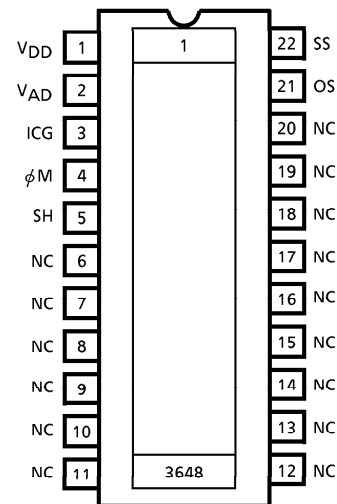 VDD 1 1 22 SS
VAD 2 21 OS
ICG 3 20 NC
ϕM 4 19 NC
SH 5 18 NC
NC 6 17 NC
NC 7 16 NC
NC 8 15 NC
NC 9 14 NC
NC 10 13 NC
NC 11 3648 12 NC